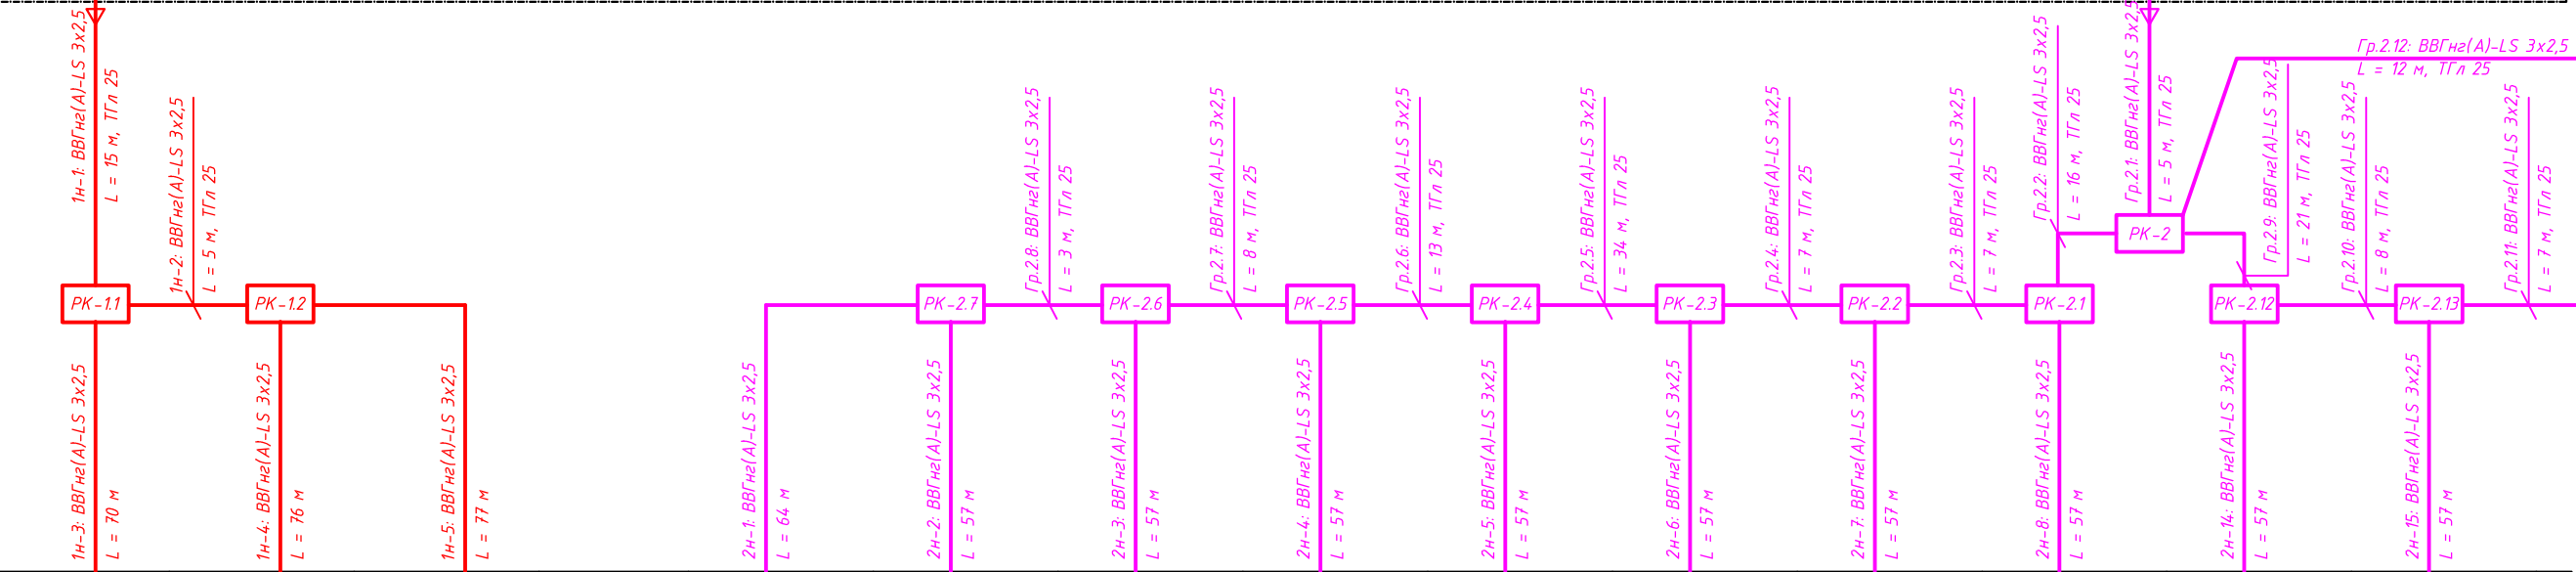 1н-1: ВВГнг(А)-LS 3х2,5
L = 15 м, ТГл 25
1н-2: ВВГнг(А)-LS 3х2,5
L = 5 м, ТГл 25
РК-1.1
РК-1.2
1н-3: ВВГнг(А)-LS 3х2,5
L = 70 м
1н-4: ВВГнг(А)-LS 3х2,5
L = 76 м
1н-5: ВВГнг(А)-LS 3х2,5
L = 77 м
Гр.2.8: ВВГнг(А)-LS 3х2,5
L = 3 м, ТГл 25
Гр.2.7: ВВГнг(А)-LS 3х2,5
L = 8 м, ТГл 25
Гр.2.6: ВВГнг(А)-LS 3х2,5
L = 13 м, ТГл 25
Гр.2.5: ВВГнг(А)-LS 3х2,5
L = 34 м, ТГл 25
Гр.2.4: ВВГнг(А)-LS 3х2,5
L = 7 м, ТГл 25
Гр.2.3: ВВГнг(А)-LS 3х2,5
L = 7 м, ТГл 25
Гр.2.2: ВВГнг(А)-LS 3х2,5
L = 16 м, ТГл 25
Гр.2.1: ВВГнг(А)-LS 3х2,5
L = 5 м, ТГл 25
Гр.2.12: ВВГнг(А)-LS 3х2,5
L = 12 м, ТГл 25
Гр.2.9: ВВГнг(А)-LS 3х2,5
L = 21 м, ТГл 25
Гр.2.10: ВВГнг(А)-LS 3х2,5
L = 8 м, ТГл 25
Гр.2.11: ВВГнг(А)-LS 3х2,5
L = 7 м, ТГл 25
РК-2
РК-2.7
РК-2.6
РК-2.5
РК-2.4
РК-2.3
РК-2.2
РК-2.1
РК-2.12
РК-2.13
2н-1: ВВГнг(А)-LS 3х2,5
L = 64 м
2н-2: ВВГнг(А)-LS 3х2,5
L = 57 м
2н-3: ВВГнг(А)-LS 3х2,5
L = 57 м
2н-4: ВВГнг(А)-LS 3х2,5
L = 57 м
2н-5: ВВГнг(А)-LS 3х2,5
L = 57 м
2н-6: ВВГнг(А)-LS 3х2,5
L = 57 м
2н-7: ВВГнг(А)-LS 3х2,5
L = 57 м
2н-8: ВВГнг(А)-LS 3х2,5
L = 57 м
2н-14: ВВГнг(А)-LS 3х2,5
L = 57 м
2н-15: ВВГнг(А)-LS 3х2,5
L = 57 м